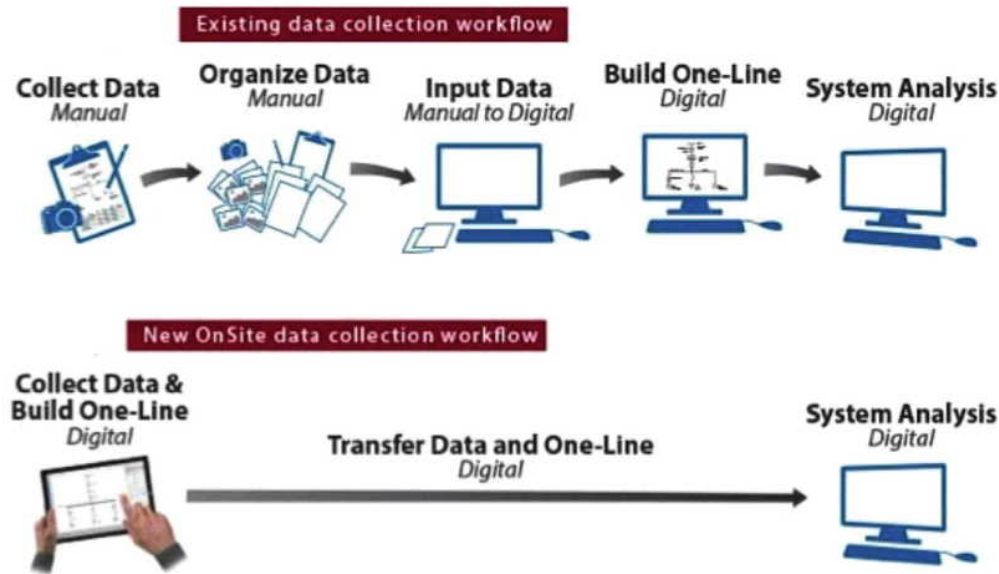 Existing data collection workflow
Collect Data
Manual
Organize Data
Manual
Input Data
Manual to Digital
Build One-Line
Digital
System Analysis
Digital
New OnSite data collection workflow
Collect Data &
Build One-Line
Digital
Transfer Data and One-Line
Digital
System Analysis
Digital